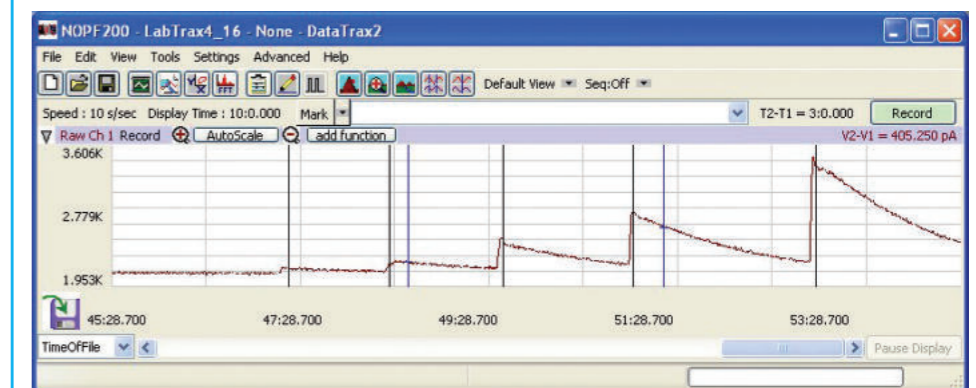 NOPF200 - LabTrax4_16 - None - DataTrax2
File Edit View Tools Settings Advanced Help
Default View Seq:Off
Speed : 10 s/sec Display Time : 10:0.000 Mark T2-T1 = 3:0.000 Record
Raw Ch 1 Record AutoScale add function V2-V1 = 405.250 pA
3.606K
2.779K
1.953K
45:28.700 47:28.700 49:28.700 51:28.700 53:28.700
TimeOfFile Pause Display